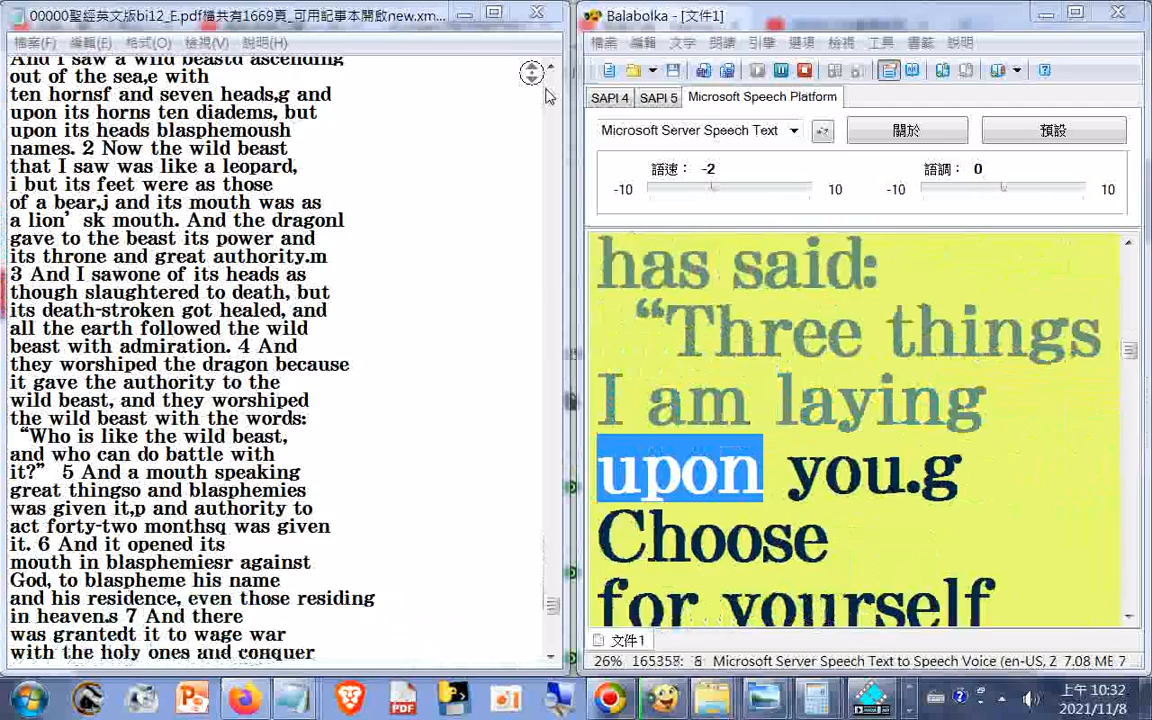 00000聖經英文版bi12_E.pdf檔共有1669頁_可用記事本開啟new.xm...
檔案(F) 編輯(E) 格式(O) 檢視(V) 說明(H)
And I saw a wild beastd ascending
out of the sea,e with
ten hornsf and seven heads,g and
upon its horns ten diadems, but
upon its heads blasphemoush
names. 2 Now the wild beast
that I saw was like a leopard,
i but its feet were as those
of a bear,j and its mouth was as
a lion’sk mouth. And the dragonl
gave to the beast its power and
its throne and great authority.m
3 And I sawone of its heads as
though slaughtered to death, but
its death-stroken got healed, and
all the earth followed the wild
beast with admiration. 4 And
they worshiped the dragon because
it gave the authority to the
wild beast, and they worshiped
the wild beast with the words:
“Who is like the wild beast,
and who can do battle with
it?” 5 And a mouth speaking
great thingso and blasphemies
was given it,p and authority to
act forty-two monthsq was given
it. 6 And it opened its
mouth in blasphemiesr against
God, to blaspheme his name
and his residence, even those residing
in heaven.s 7 And there
was grantedt it to wage war
with the holy ones and conquer
Balabolka - [文件1]
檔案 編輯 文字 朗讀 引擎 選項 檢視 工具 書籤 說明
SAPI 4 SAPI 5 Microsoft Speech Platform
Microsoft Server Speech Text 關於 預設
語速： -2 語調： 0
-10 10 -10 10
has said:
“Three things
I am laying
upon you.g
Choose
for yourself
文件1
26% Microsoft Server Speech Text to Speech Voice (en-US, 2 7.08 MB 7
PDF
上午 10:32
2021/11/8